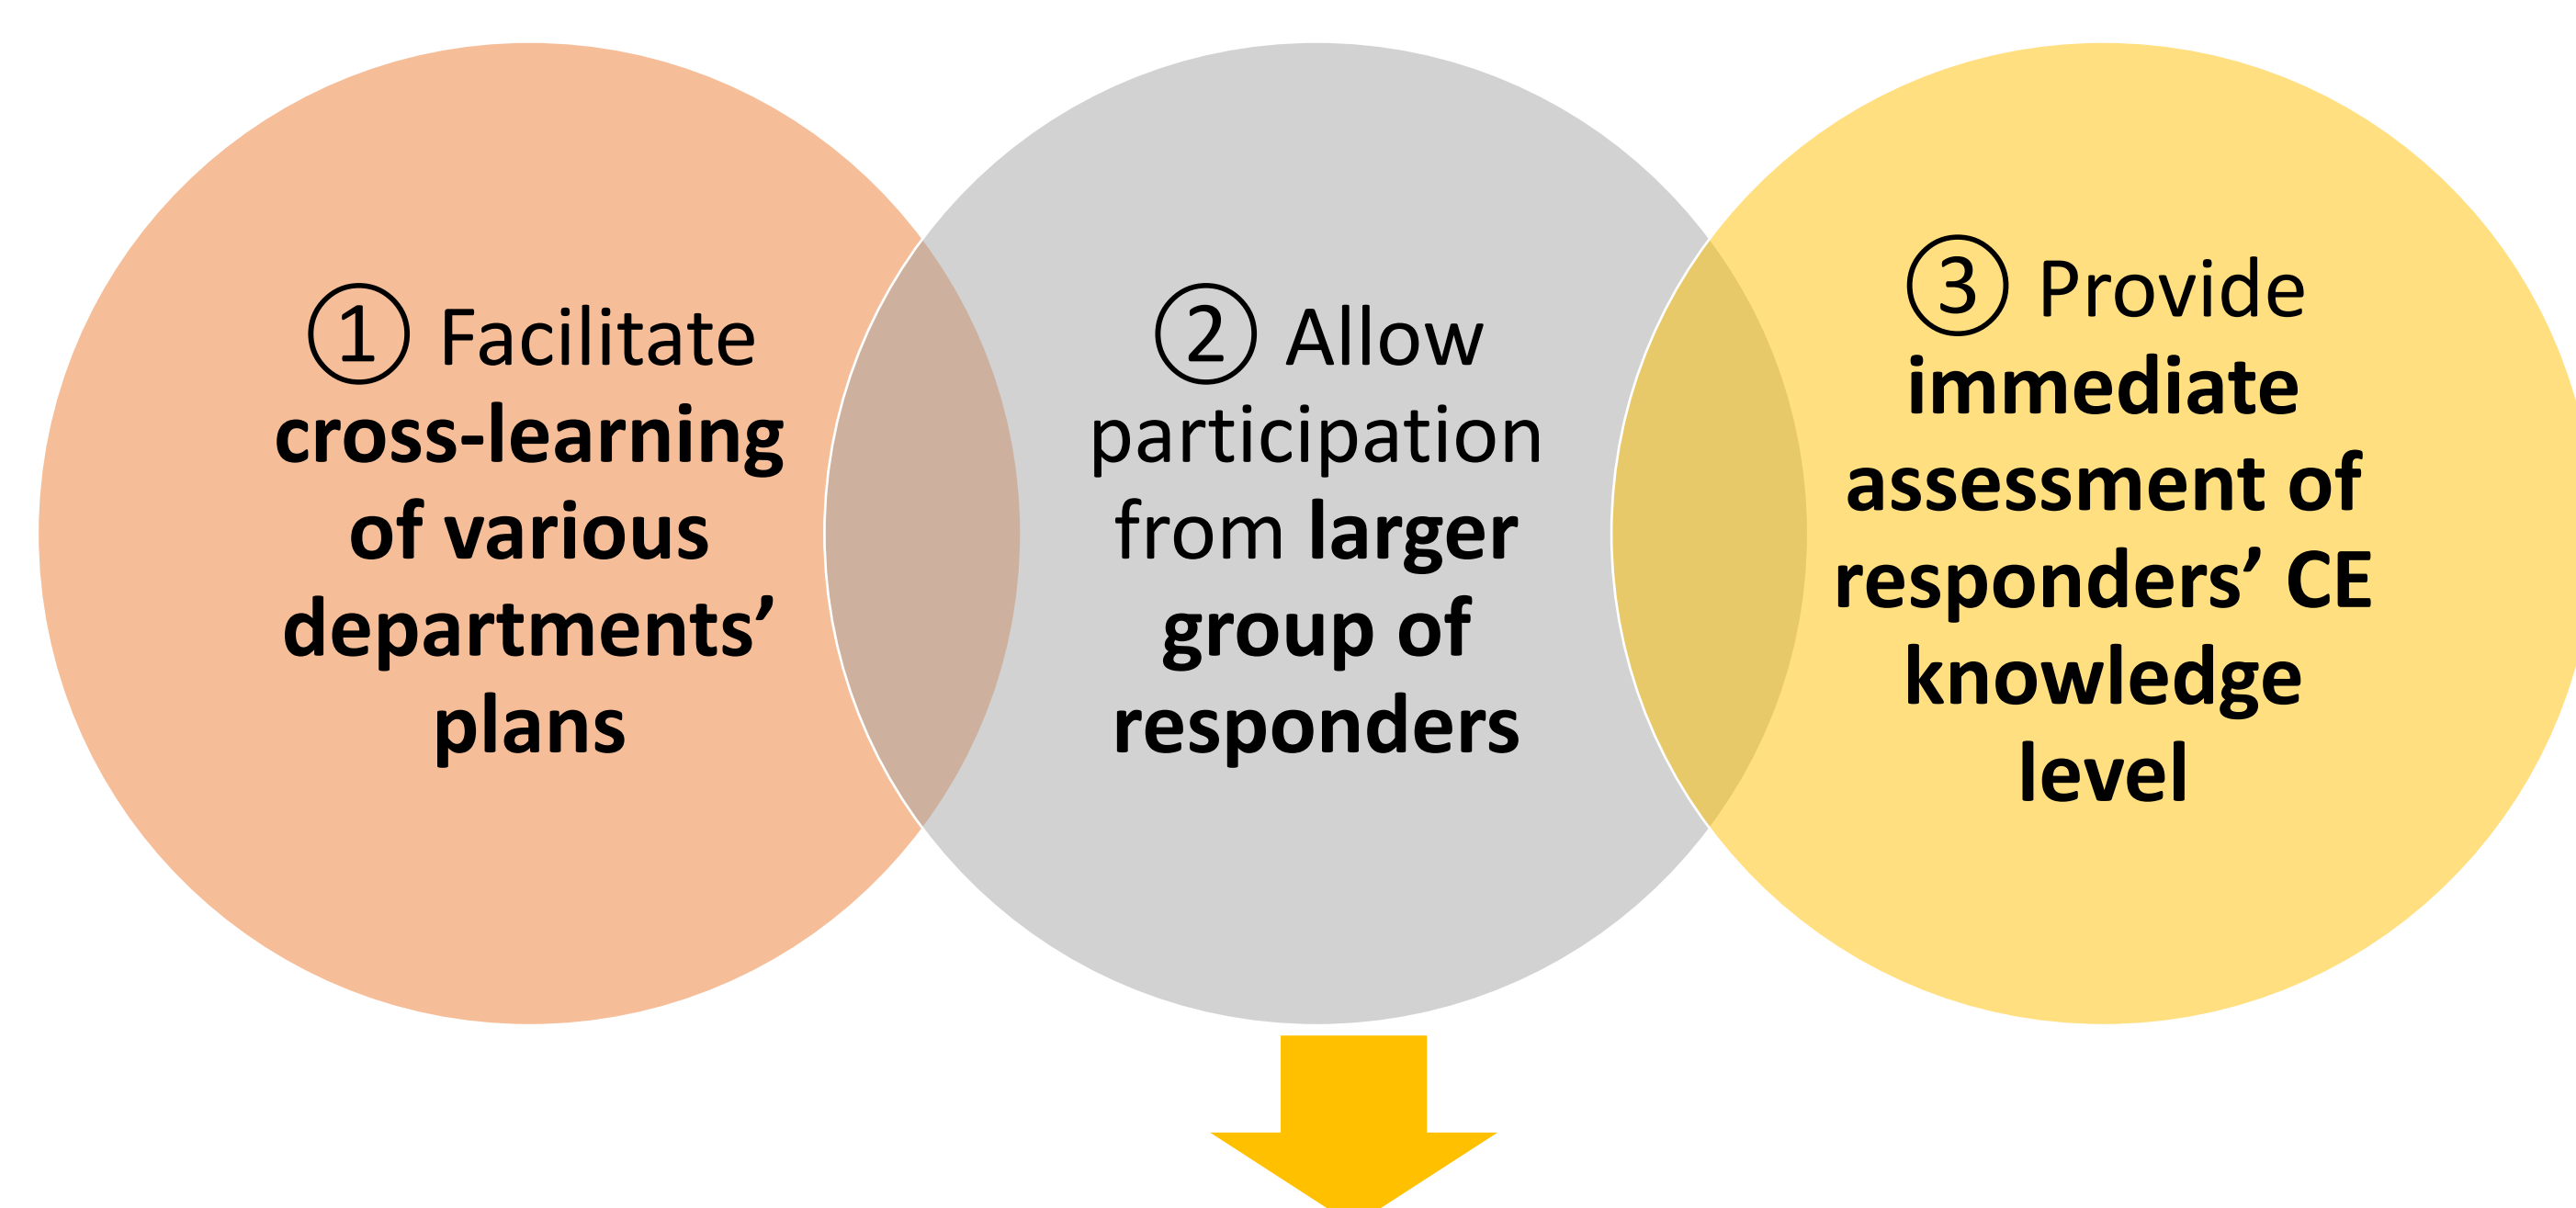 ① Facilitate
cross-learning
of various
departments’
plans
② Allow
participation
from larger
group of
responders
③ Provide
immediate
assessment of
responders’ CE
knowledge
level